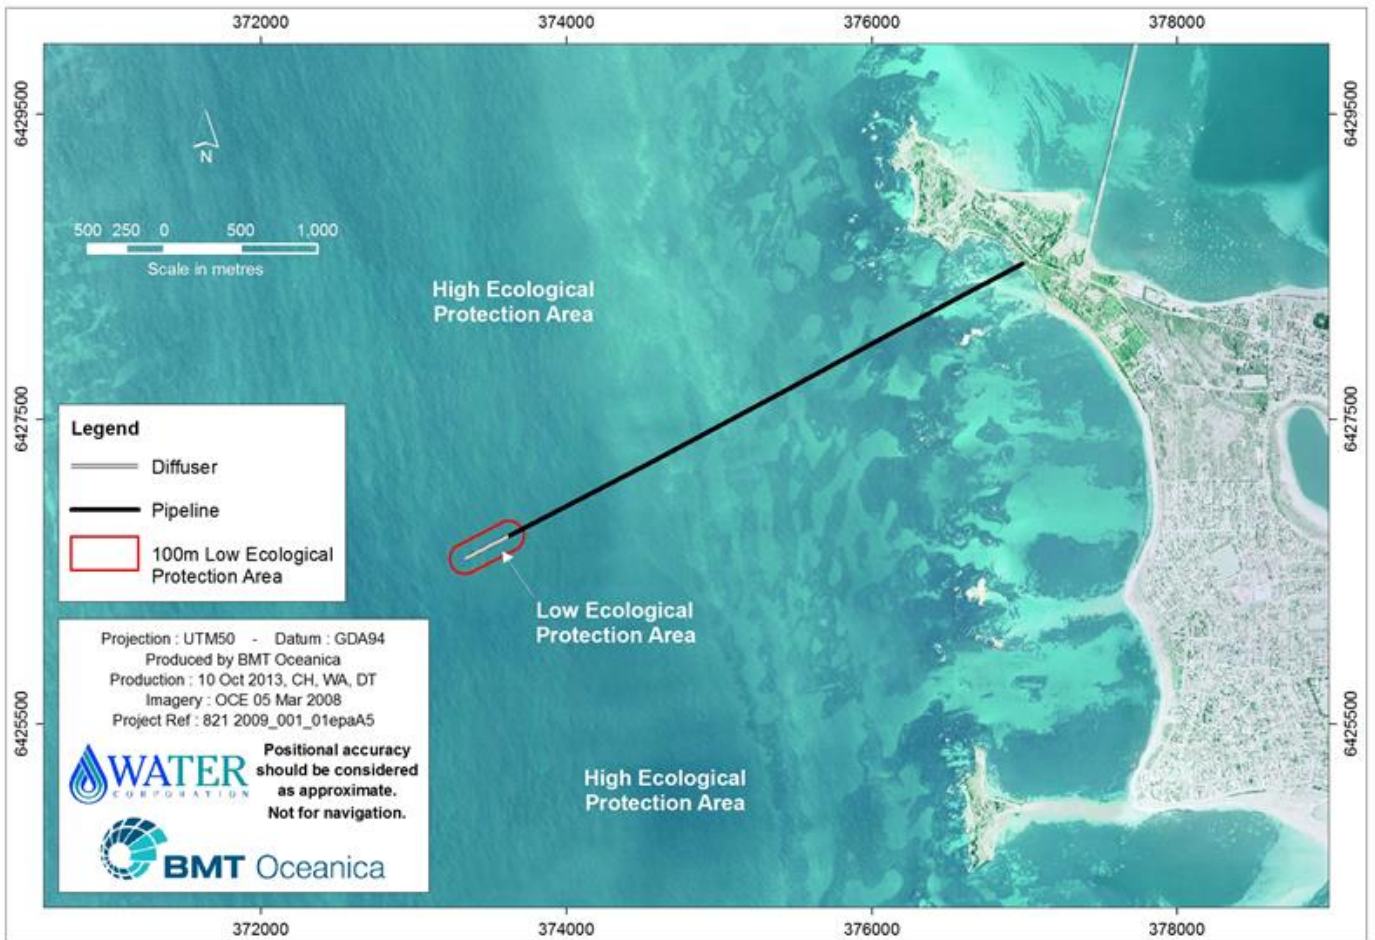 372000
374000
376000
378000
6429500
6429500
N
500 250 0 500 1,000
Scale in metres
High Ecological
Protection Area
6427500
6427500
Legend
Diffuser
Pipeline
100m Low Ecological
Protection Area
Low Ecological
Protection Area
Projection : UTM50 - Datum : GDA94
Produced by BMT Oceanica
Production : 10 Oct 2013, CH, WA, DT
Imagery : OCE 05 Mar 2008
Project Ref : 821 2009_001_01epaA5
6425500
6425500
WATER
CORPORATION
Positional accuracy
should be considered
as approximate.
Not for navigation.
High Ecological
Protection Area
BMT Oceanica
372000
374000
376000
378000